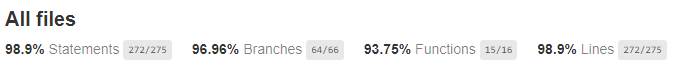 All files
98.9% Statements 272/275 96.96% Branches 64/66 93.75% Functions 15/16 98.9% Lines 272/275